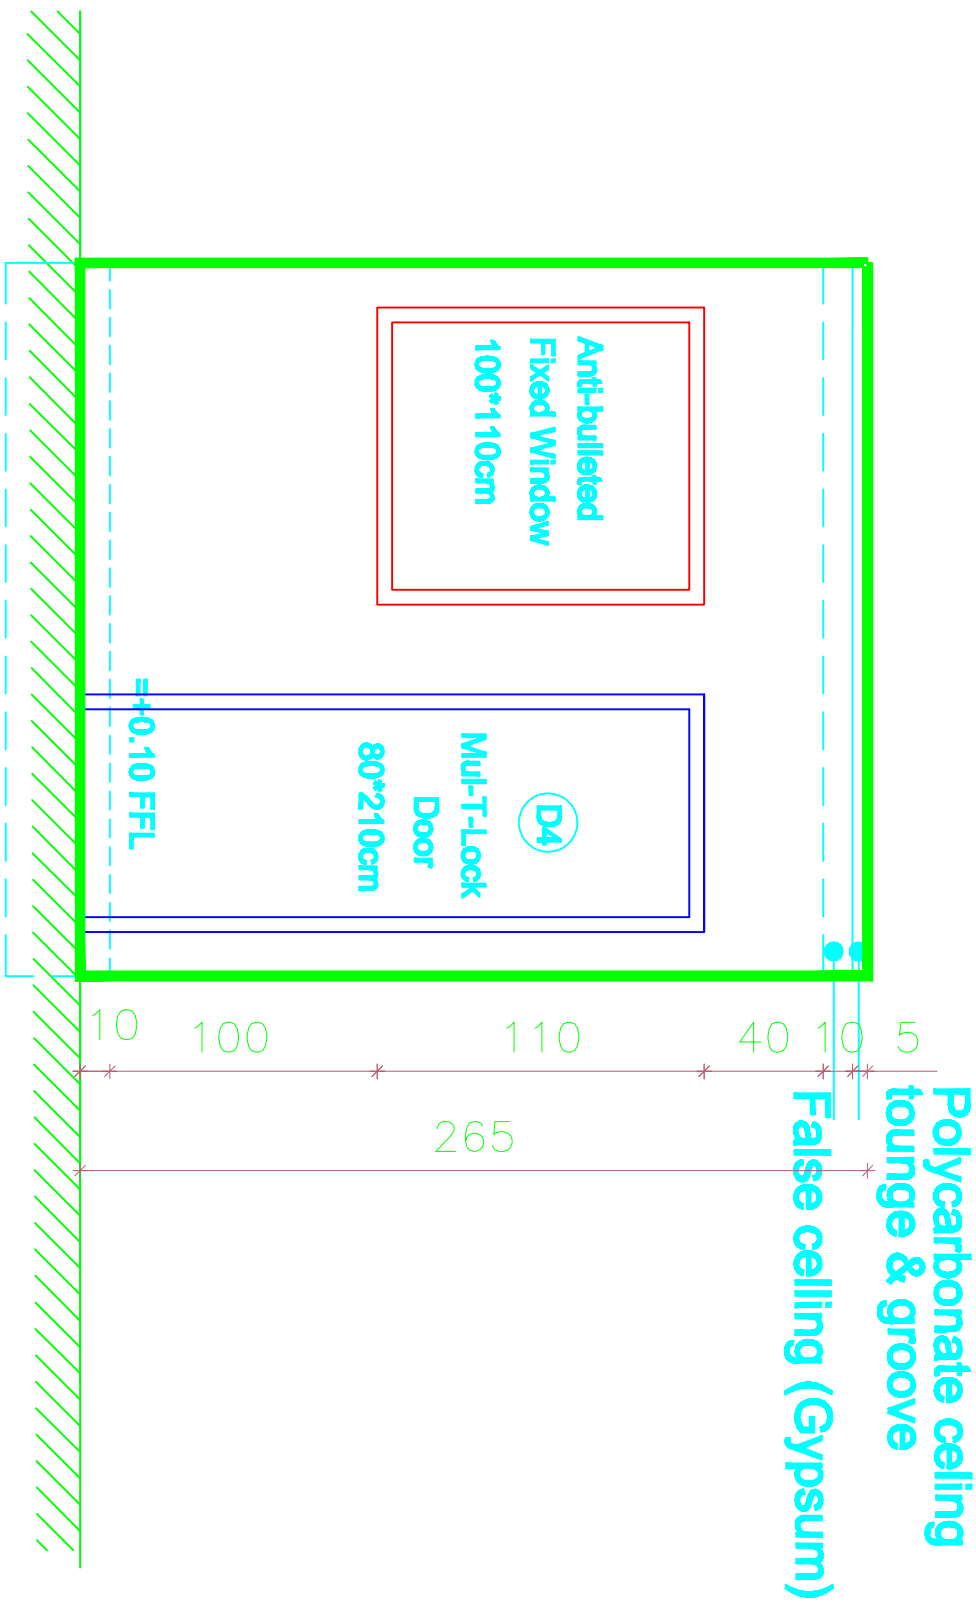 Polycarbonate celing
tounge & groove
False celling (Gypsum)
5
10
40
110
100
10
265
Anti-bulleted
Fixed Window
100*110cm
D4
Mul-T-Lock
Door
80*210cm
=+0.10 FFL